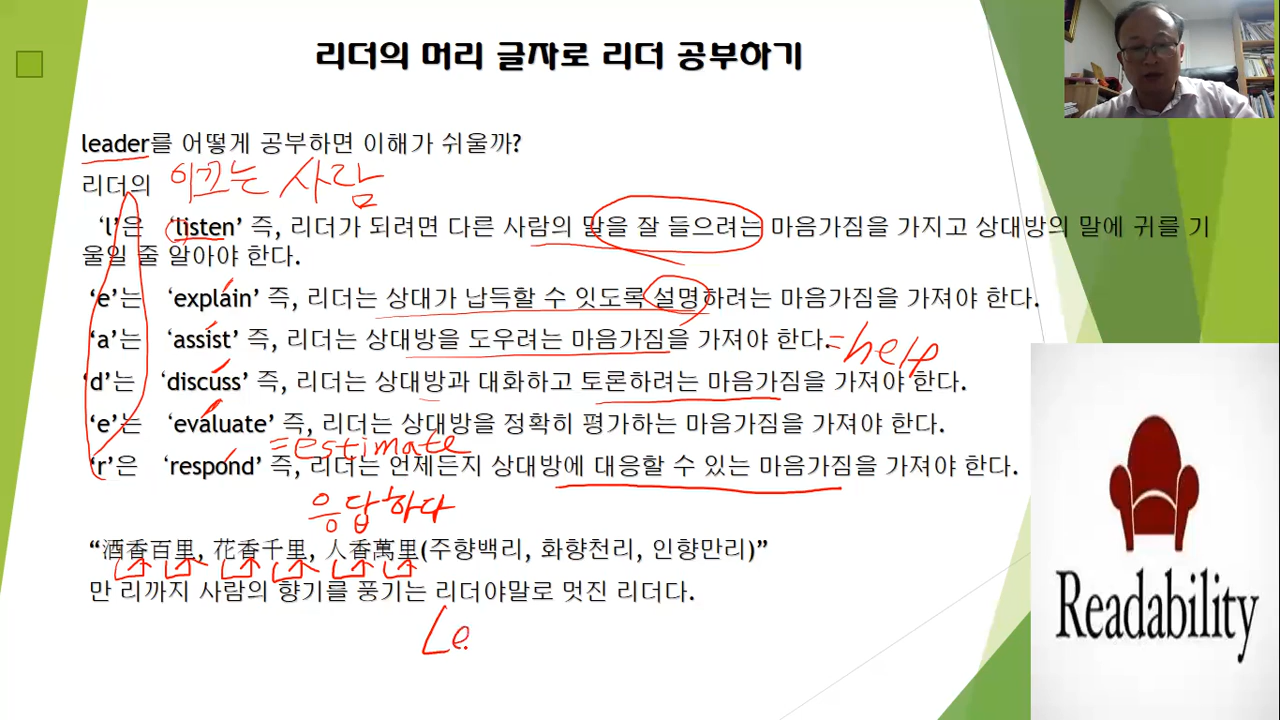 리더의 머리 글자로 리더 공부하기
leader를 어떻게 공부하면 이해가 쉬울까?
리더의 이끄는 사람
‘l’은 ‘listen’ 즉, 리더가 되려면 다른 사람의 말을 잘 들으려는 마음가짐을 가지고 상대방의 말에 귀를 기
울일 줄 알아야 한다.
‘e’는 ‘explain’ 즉, 리더는 상대가 납득할 수 잇도록 설명하려는 마음가짐을 가져야 한다.
‘a’는 ‘assist’ 즉, 리더는 상대방을 도우려는 마음가짐을 가져야 한다. =help
‘d’는 ‘discuss’ 즉, 리더는 상대방과 대화하고 토론하려는 마음가짐을 가져야 한다.
‘e’는 ‘evaluate’ 즉, 리더는 상대방을 정확히 평가하는 마음가짐을 가져야 한다.
=estimate
‘r’은 ‘respond’ 즉, 리더는 언제든지 상대방에 대응할 수 있는 마음가짐을 가져야 한다.
응답하다
“酒香百里, 花香千里, 人香萬里(주향백리, 화향천리, 인향만리)”
만 리까지 사람의 향기를 풍기는 리더야말로 멋진 리더다.
Le
Readability